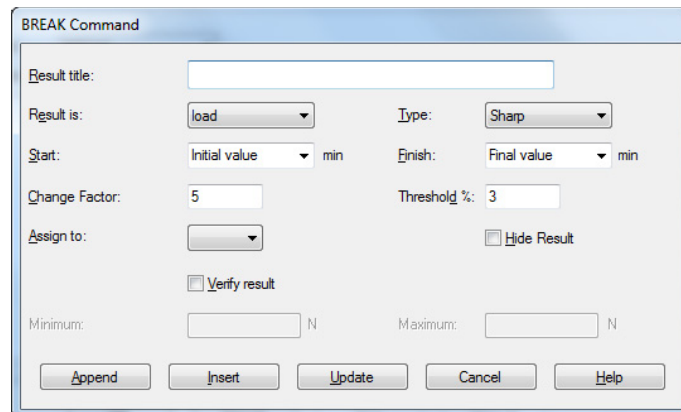 BREAK Command
Result title:
Result is: load Type: Sharp
Start: Initial value min Finish: Final value min
Change Factor: 5 Threshold %: 3
Assign to: Hide Result
Verify result
Minimum: N Maximum: N
Append Insert Update Cancel Help